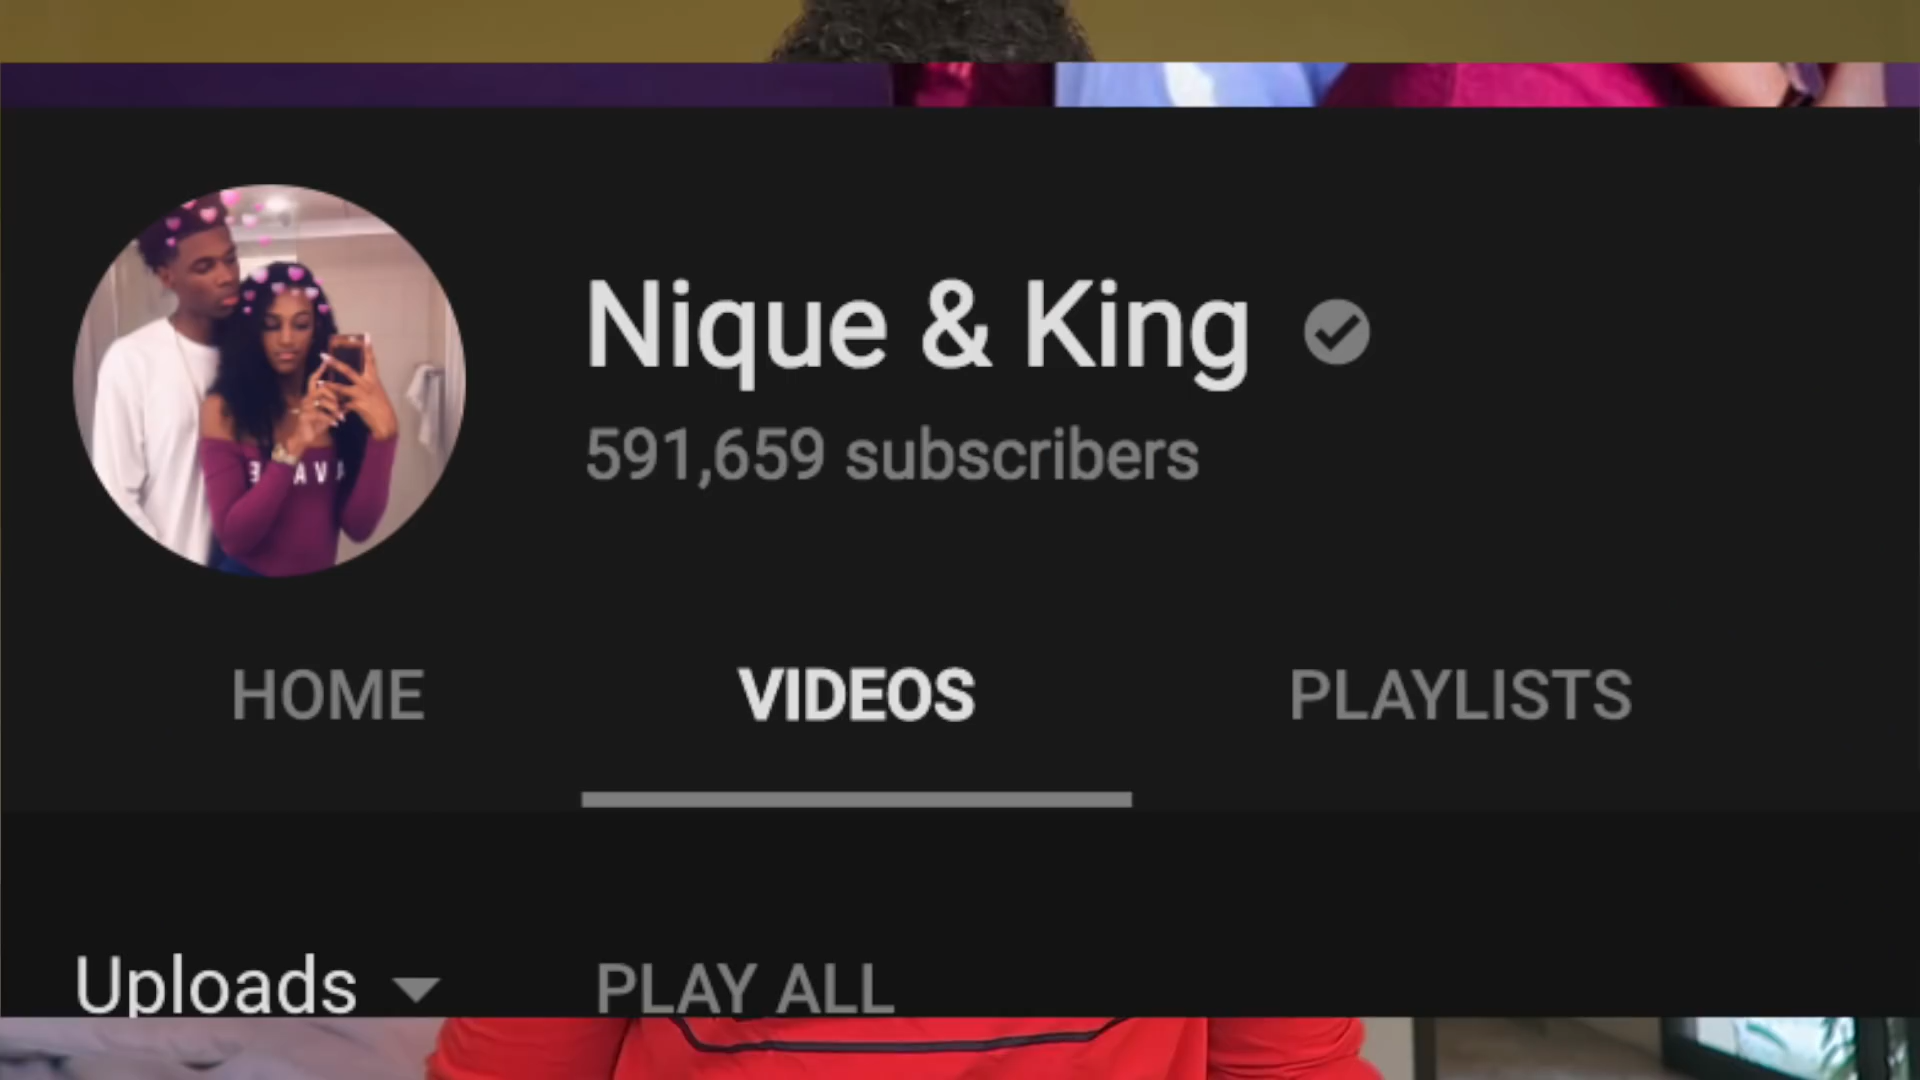 Nique & King
591,659 subscribers
HOME VIDEOS PLAYLISTS
Uploads PLAY ALL